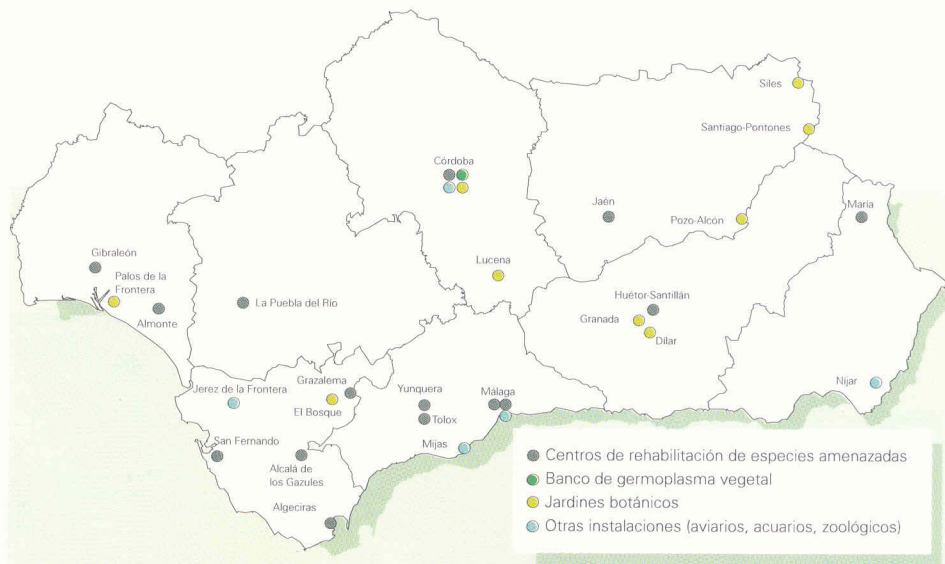 Siles
Santiago-Pontones
Córdoba
Jaén
Pozo-Alcón
María
Gibraleón
Palos de la
Frontera
Almonte
La Puebla del Río
Lucena
Huétor-Santillán
Granada
Dílar
Jerez de la Frontera
Grazalema
El Bosque
Yunquera
Tolox
Málaga
Mijas
Níjar
San Fernando
Alcalá de
los Gazules
Algeciras
Centros de rehabilitación de especies amenazadas
Banco de germoplasma vegetal
Jardines botánicos
Otras instalaciones (aviarios, acuarios, zoológicos)